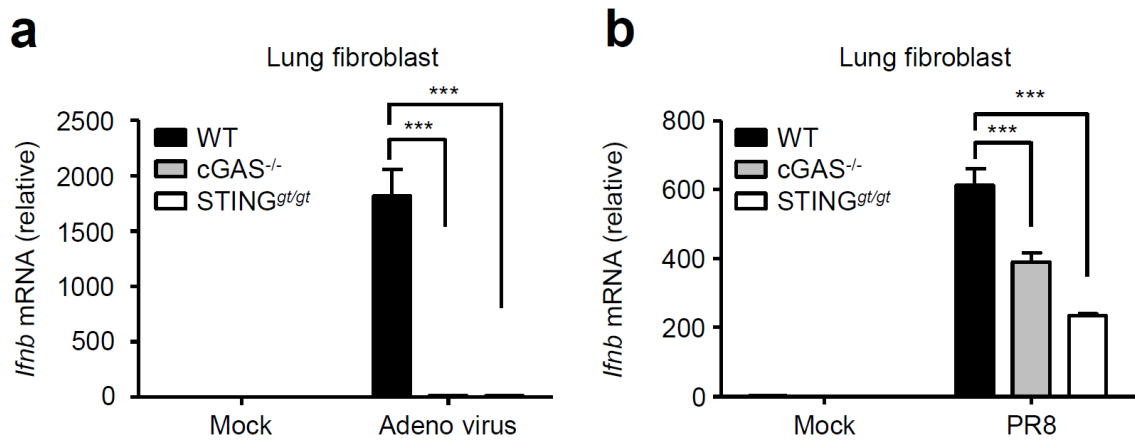 a
Lung fibroblast
***
***
WT
cGAS-/-
STINGgt/gt
Ifnb mRNA (relative)
2500
2000
1500
1000
500
0
Mock
Adeno virus
b
Lung fibroblast
***
***
WT
cGAS-/-
STINGgt/gt
Ifnb mRNA (relative)
800
600
400
200
0
Mock
PR8